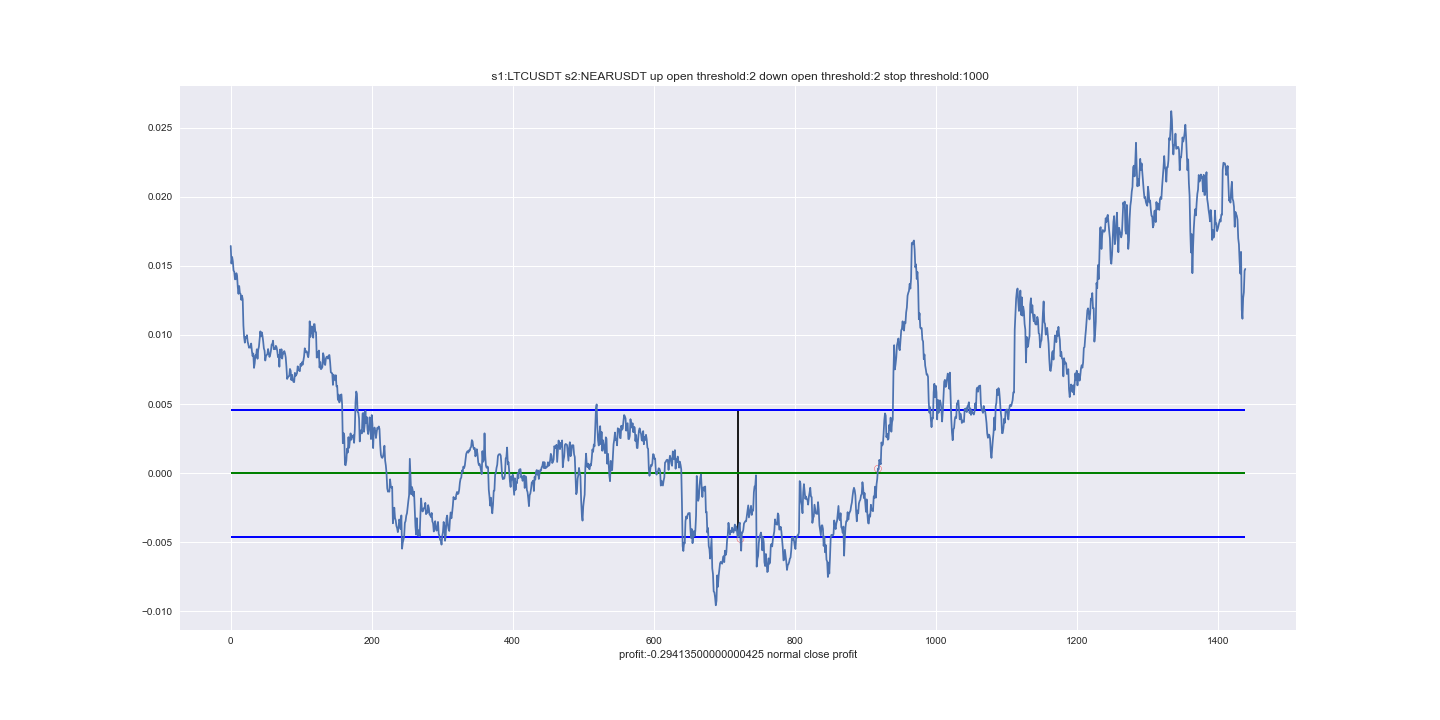 s1:LTCUSDT s2:NEARUSDT up open threshold:2 down open threshold:2 stop threshold:1000
0.025
0.020
0.015
0.010
0.005
0.000
−0.005
−0.010
0 200 400 600 800 1000 1200 1400
profit:-0.29413500000000425 normal close profit